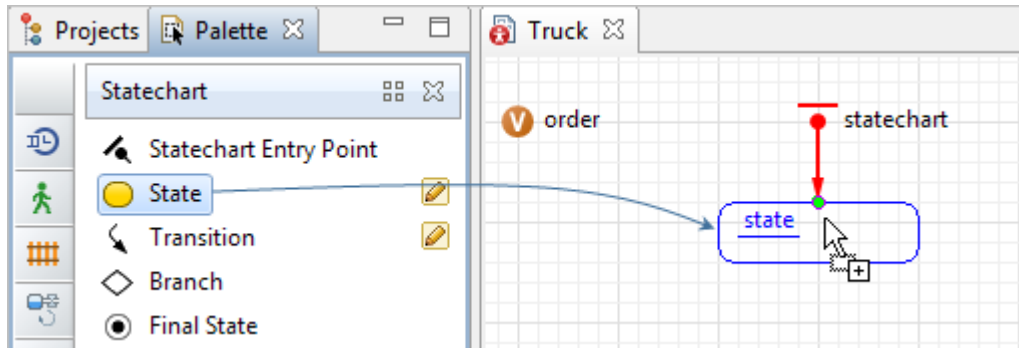 Projects
Palette
Truck
Statechart
V
order
statechart
Statechart Entry Point
State
state
Transition
Branch
Final State